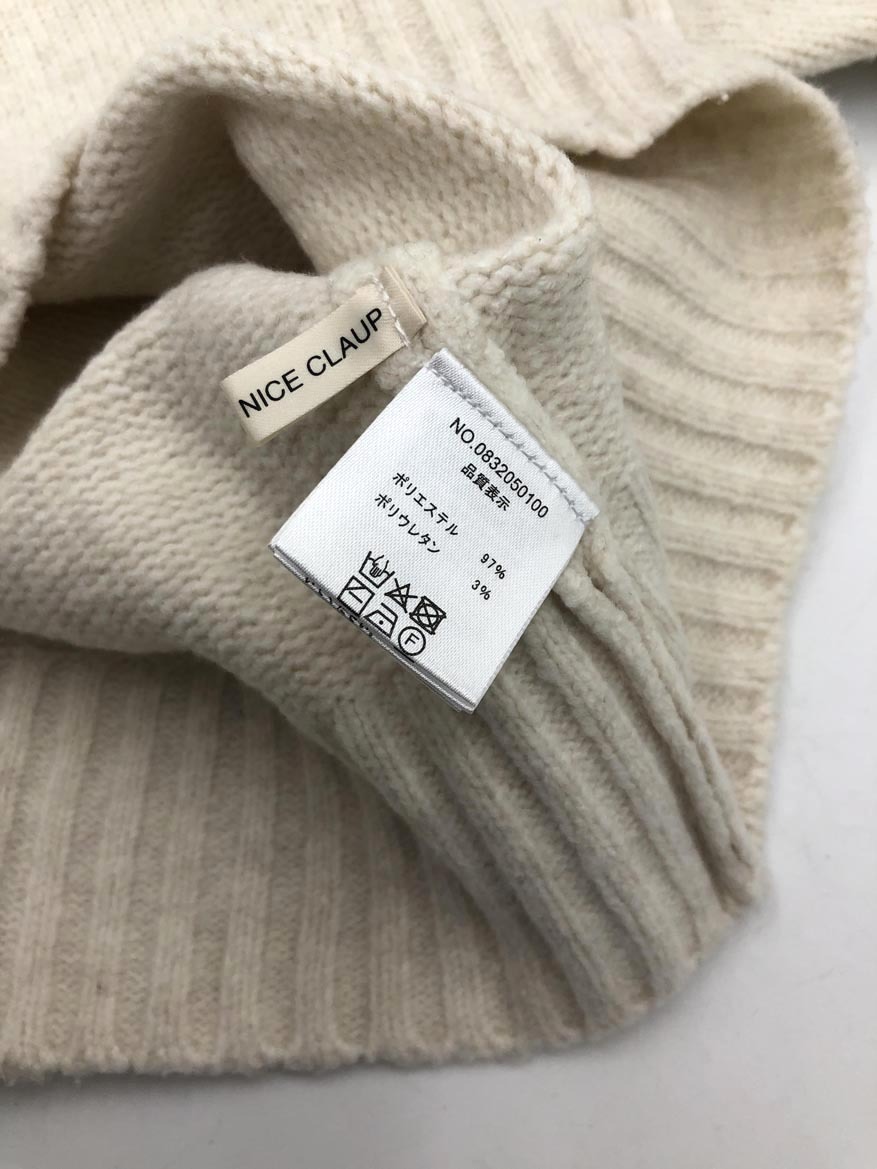 NICE CLAUP
NO.0832050100
品質表示
ポリエステル 97%
ポリウレタン 3%
F